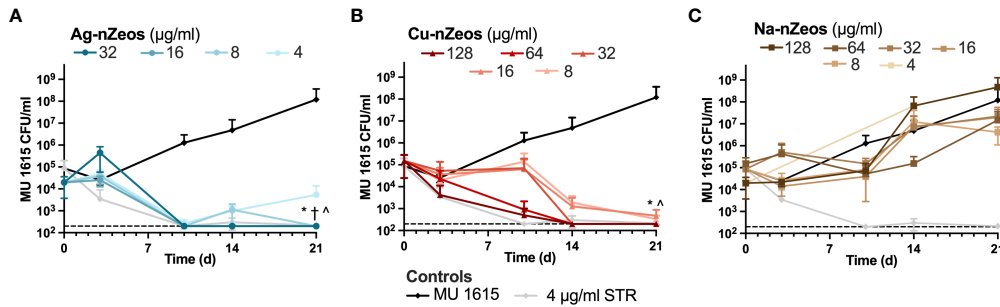 A
Ag-nZeos (µg/ml)
32 16 8 4
MU 1615 CFU/ml
10⁹
10⁸
10⁷
10⁶
10⁵
10⁴
10³
10²
* † ^
0 7 14 21
Time (d)
B
Cu-nZeos (µg/ml)
128 64 32
16 8
MU 1615 CFU/ml
10⁹
10⁸
10⁷
10⁶
10⁵
10⁴
10³
10²
* ^
0 7 14 21
Time (d)
C
Na-nZeos (µg/ml)
128 64 32 16
8 4
MU 1615 CFU/ml
10⁹
10⁸
10⁷
10⁶
10⁵
10⁴
10³
10²
0 7 14 21
Time (d)
Controls
MU 1615 4 µg/ml STR